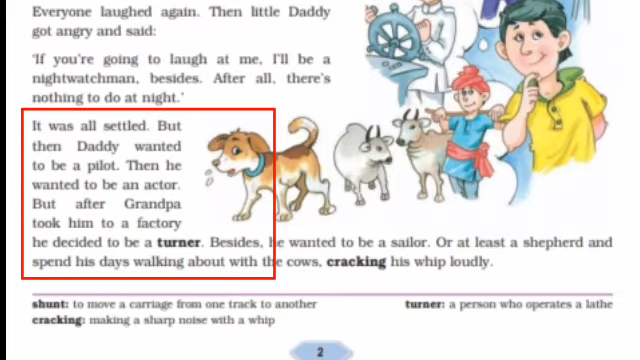 Everyone laughed again. Then little Daddy
got angry and said:
'If you're going to laugh at me, I'll be a
nightwatchman, besides. After all, there's
nothing to do at night.'
It was all settled. But
then Daddy wanted
to be a pilot. Then he
wanted to be an actor.
But after Grandpa
took him to a factory
he decided to be a turner. Besides, he wanted to be a sailor. Or at least a shepherd and
spend his days walking about with the cows, cracking his whip loudly.
shunt: to move a carriage from one track to another
turner: a person who operates a lathe
cracking: making a sharp noise with a whip
2